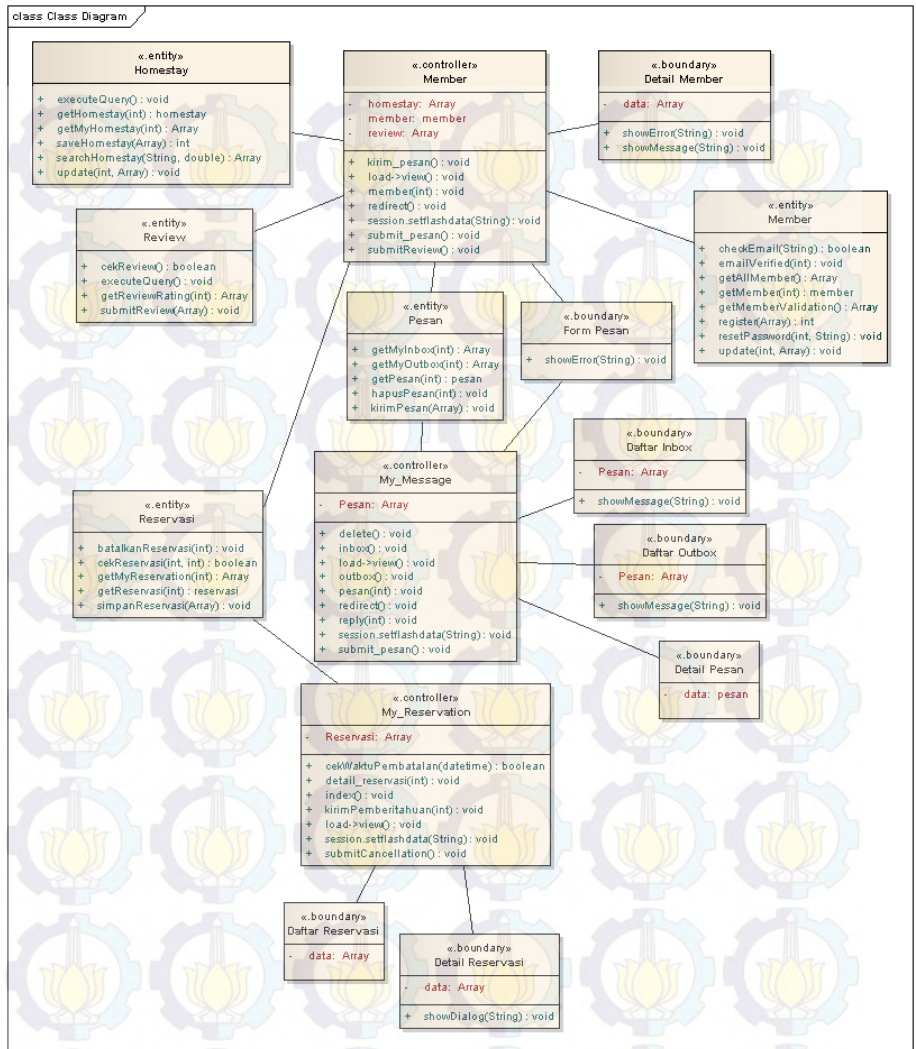 class Class Diagram
«.entity»
Homestay
+ executeQuery() : void
+ getHomestay(int) : homestay
+ getMyHomestay(int) : Array
+ saveHomestay(Array) : int
+ searchHomestay(String, double) : Array
+ update(int, Array) : void
«.controller»
Member
- homestay: Array
- member: member
- review: Array
+ kirim_pesan() : void
+ load->view() : void
+ member(int) : void
+ redirect() : void
+ session.setflashdata(String) : void
+ submit_pesan() : void
+ submitReview() : void
«.boundary»
Detail Member
- data: Array
+ showError(String) : void
+ showMessage(String) : void
«.entity»
Review
+ cekReview() : boolean
+ executeQuery() : void
+ getReviewRating(int) : Array
+ submitReview(Array) : void
«.entity»
Member
+ checkEmail(String) : boolean
+ emailVerified(int) : void
+ getAllMember() : Array
+ getMember(int) : member
+ getMemberValidation() : Array
+ register(Array) : int
+ resetPassword(int, String) : void
+ update(int, Array) : void
«.entity»
Pesan
+ getMyInbox(int) : Array
+ getMyOutbox(int) : Array
+ getPesan(int) : pesan
+ hapusPesan(int) : void
+ kirimPesan(Array) : void
«.boundary»
Form Pesan
+ showError(String) : void
«.boundary»
Daftar Inbox
- Pesan: Array
+ showMessage(String) : void
«.controller»
My_Message
- Pesan: Array
+ delete() : void
+ inbox() : void
+ load->view() : void
+ outbox() : void
+ pesan(int) : void
+ redirect() : void
+ reply(int) : void
+ session.setflashdata(String) : void
+ submit_pesan() : void
«.entity»
Reservasi
+ batalkanReservasi(int) : void
+ cekReservasi(int, int) : boolean
+ getMyReservation(int) : Array
+ getReservasi(int) : reservasi
+ simpanReservasi(Array) : void
«.boundary»
Daftar Outbox
- Pesan: Array
+ showMessage(String) : void
«.boundary»
Detail Pesan
- data: pesan
«.controller»
My_Reservation
- Reservasi: Array
+ cekWaktuPembatalan(datetime) : boolean
+ detail_reservasi(int) : void
+ index() : void
+ kirimPemberitahuan(int) : void
+ load->view() : void
+ session.setflashdata(String) : void
+ submitCancellation() : void
«.boundary»
Daftar Reservasi
- data: Array
«.boundary»
Detail Reservasi
- data: Array
+ showDialog(String) : void